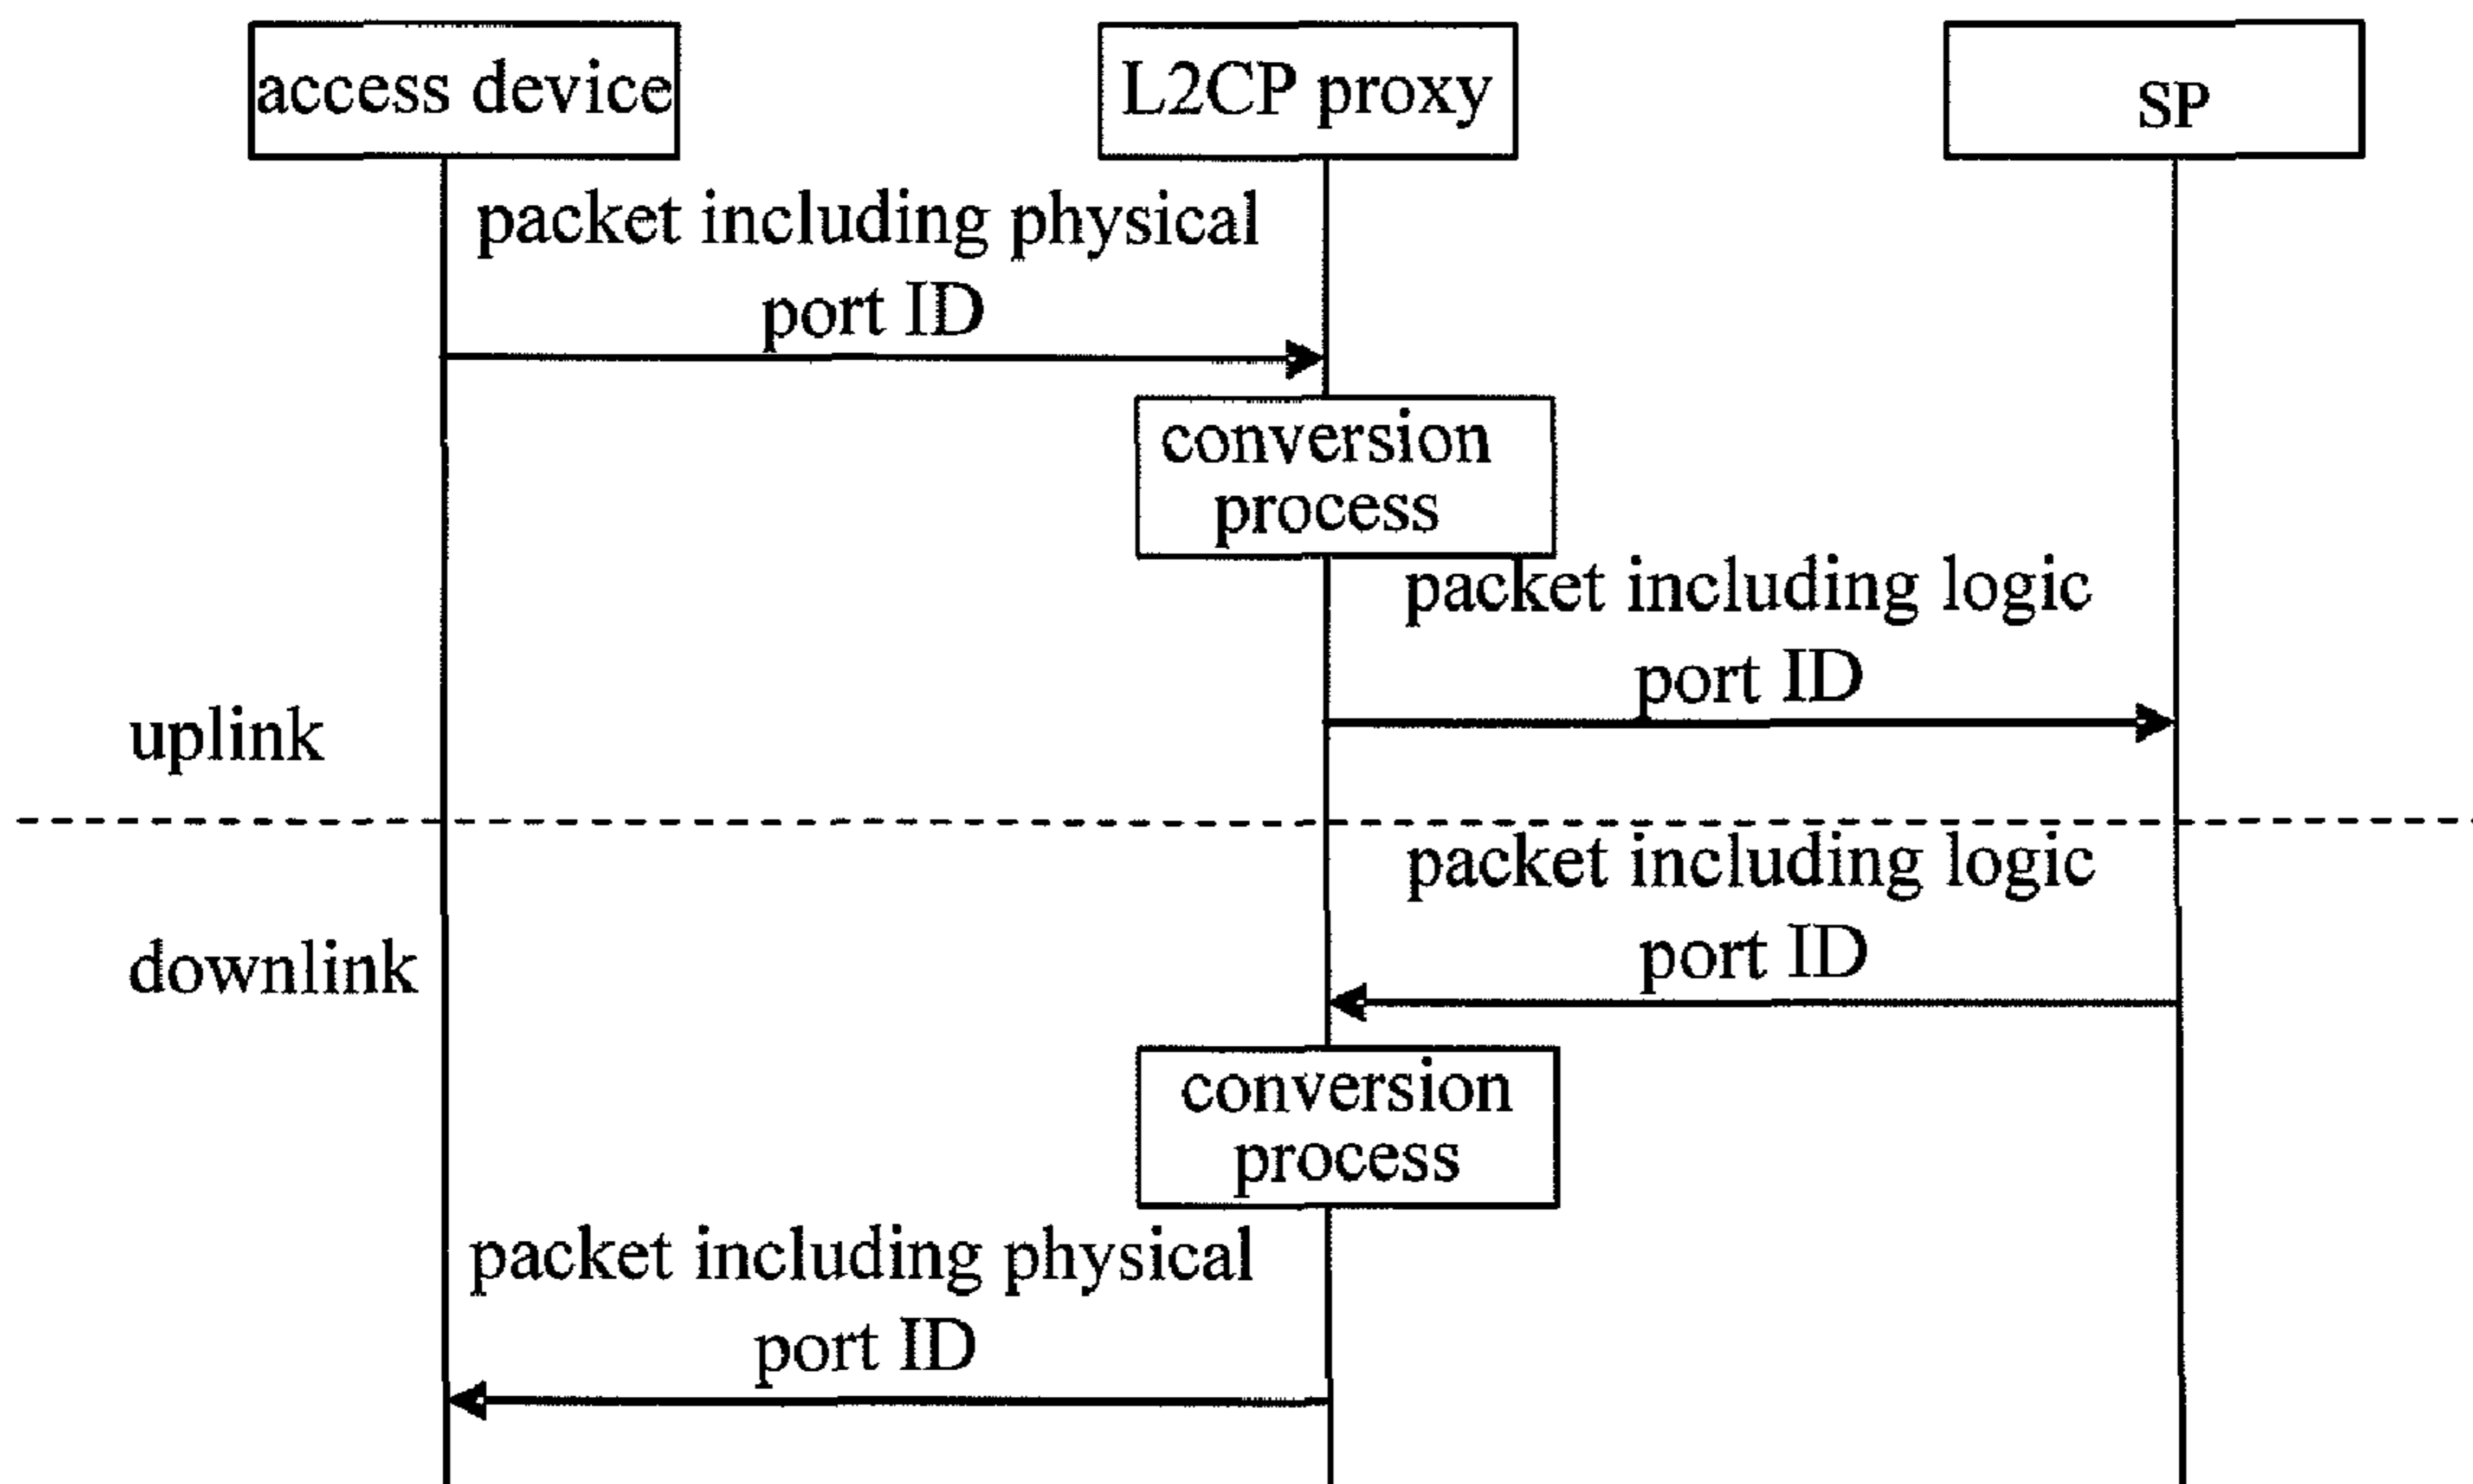 access device
L2CP proxy
SP
packet including physical
port ID
conversion
process
packet including logic
port ID
uplink
packet including logic
port ID
downlink
conversion
process
packet including physical
port ID